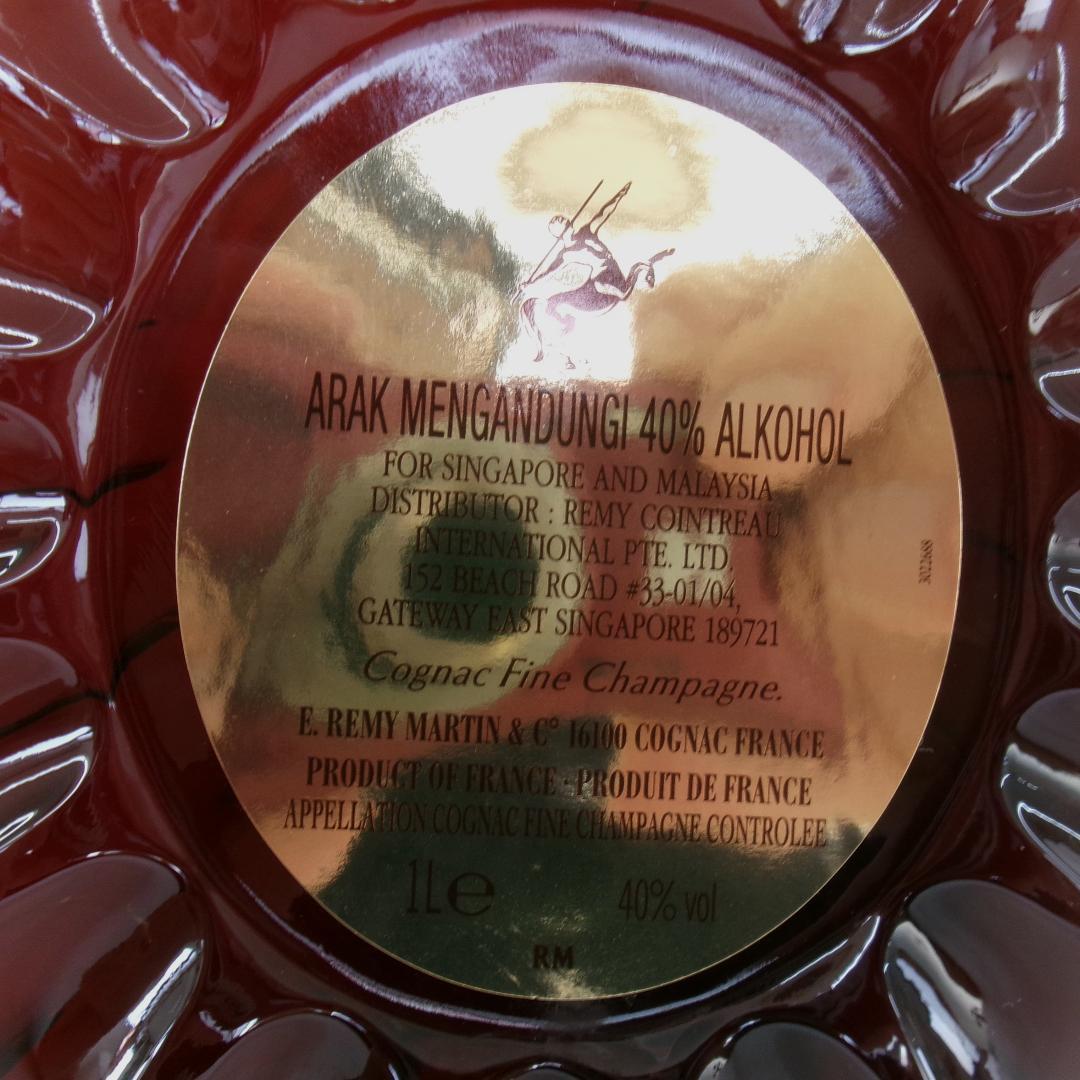 ARAK MENGANDUNGI 40% ALKOHOL
FOR SINGAPORE AND MALAYSIA
DISTRIBUTOR : REMY COINTREAU
INTERNATIONAL PTE. LTD.
152 BEACH ROAD #33-01/04,
GATEWAY EAST SINGAPORE 189721
Cognac Fine Champagne.
E. REMY MARTIN & C° 16100 COGNAC FRANCE
PRODUCT OF FRANCE - PRODUIT DE FRANCE
APPELLATION COGNAC FINE CHAMPAGNE CONTROLEE
1L℮ 40% vol
RM
3022688